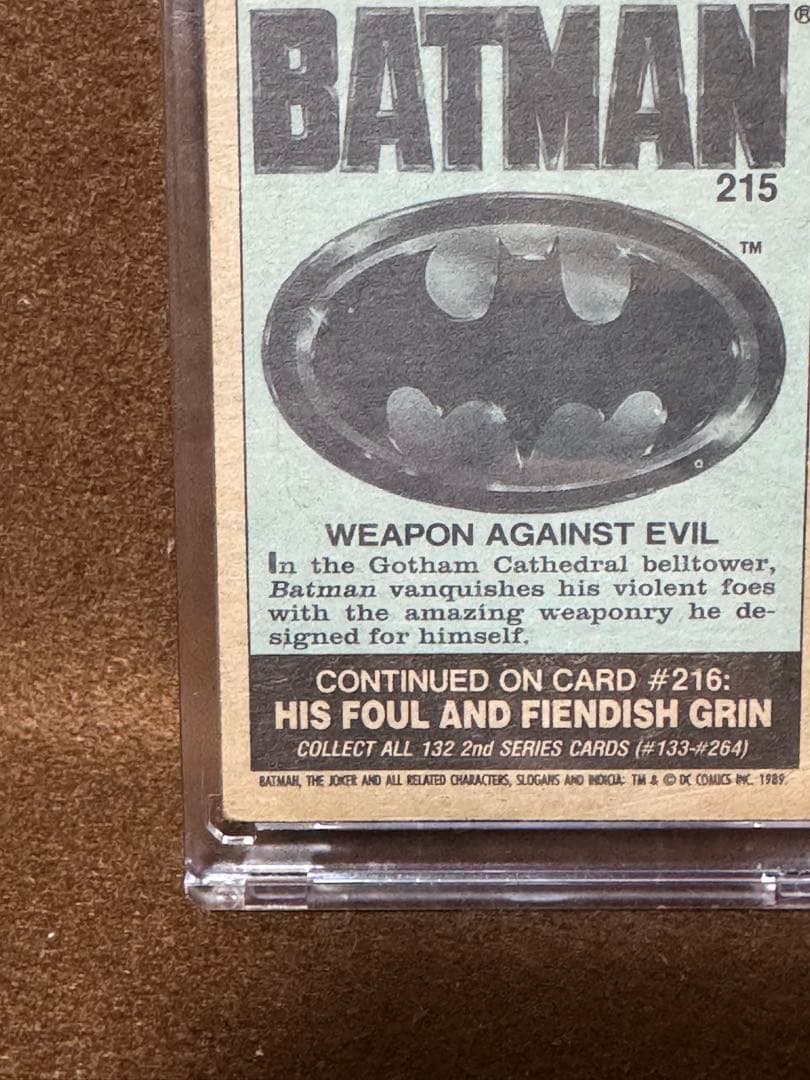 BATMAN®
215
TM
WEAPON AGAINST EVIL
In the Gotham Cathedral belltower,
Batman vanquishes his violent foes
with the amazing weaponry he de-
signed for himself.
CONTINUED ON CARD #216:
HIS FOUL AND FIENDISH GRIN
COLLECT ALL 132 2nd SERIES CARDS (#133-#264)
BATMAN, THE JOKER AND ALL RELATED CHARACTERS, SLOGANS AND INDICIA: TM & © DC COMICS INC. 1989.